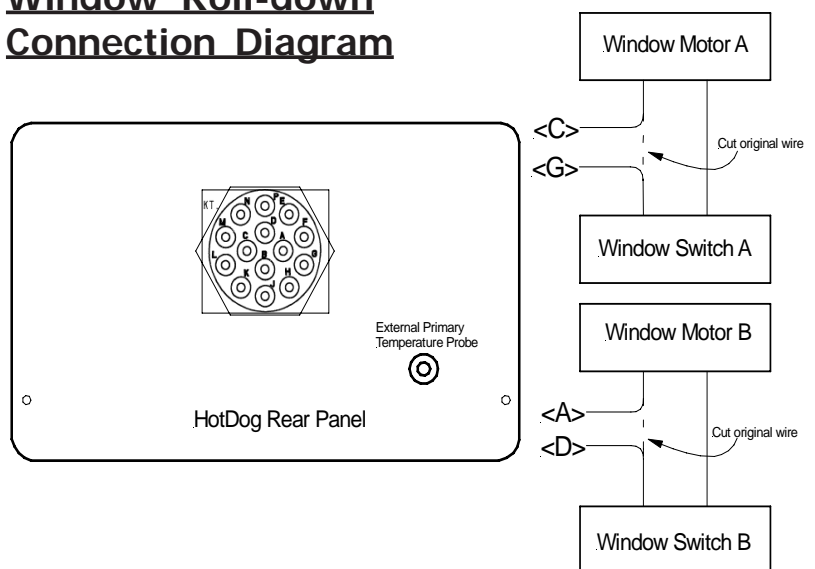 Window Roll-down
Connection Diagram
Window Motor A
<C>
Cut original wire
<G>
Window Switch A
KT.
N
P
E
M
D
F
C
A
L
B
G
K
H
J
External Primary
Temperature Probe
HotDog Rear Panel
Window Motor B
<A>
Cut original wire
<D>
Window Switch B